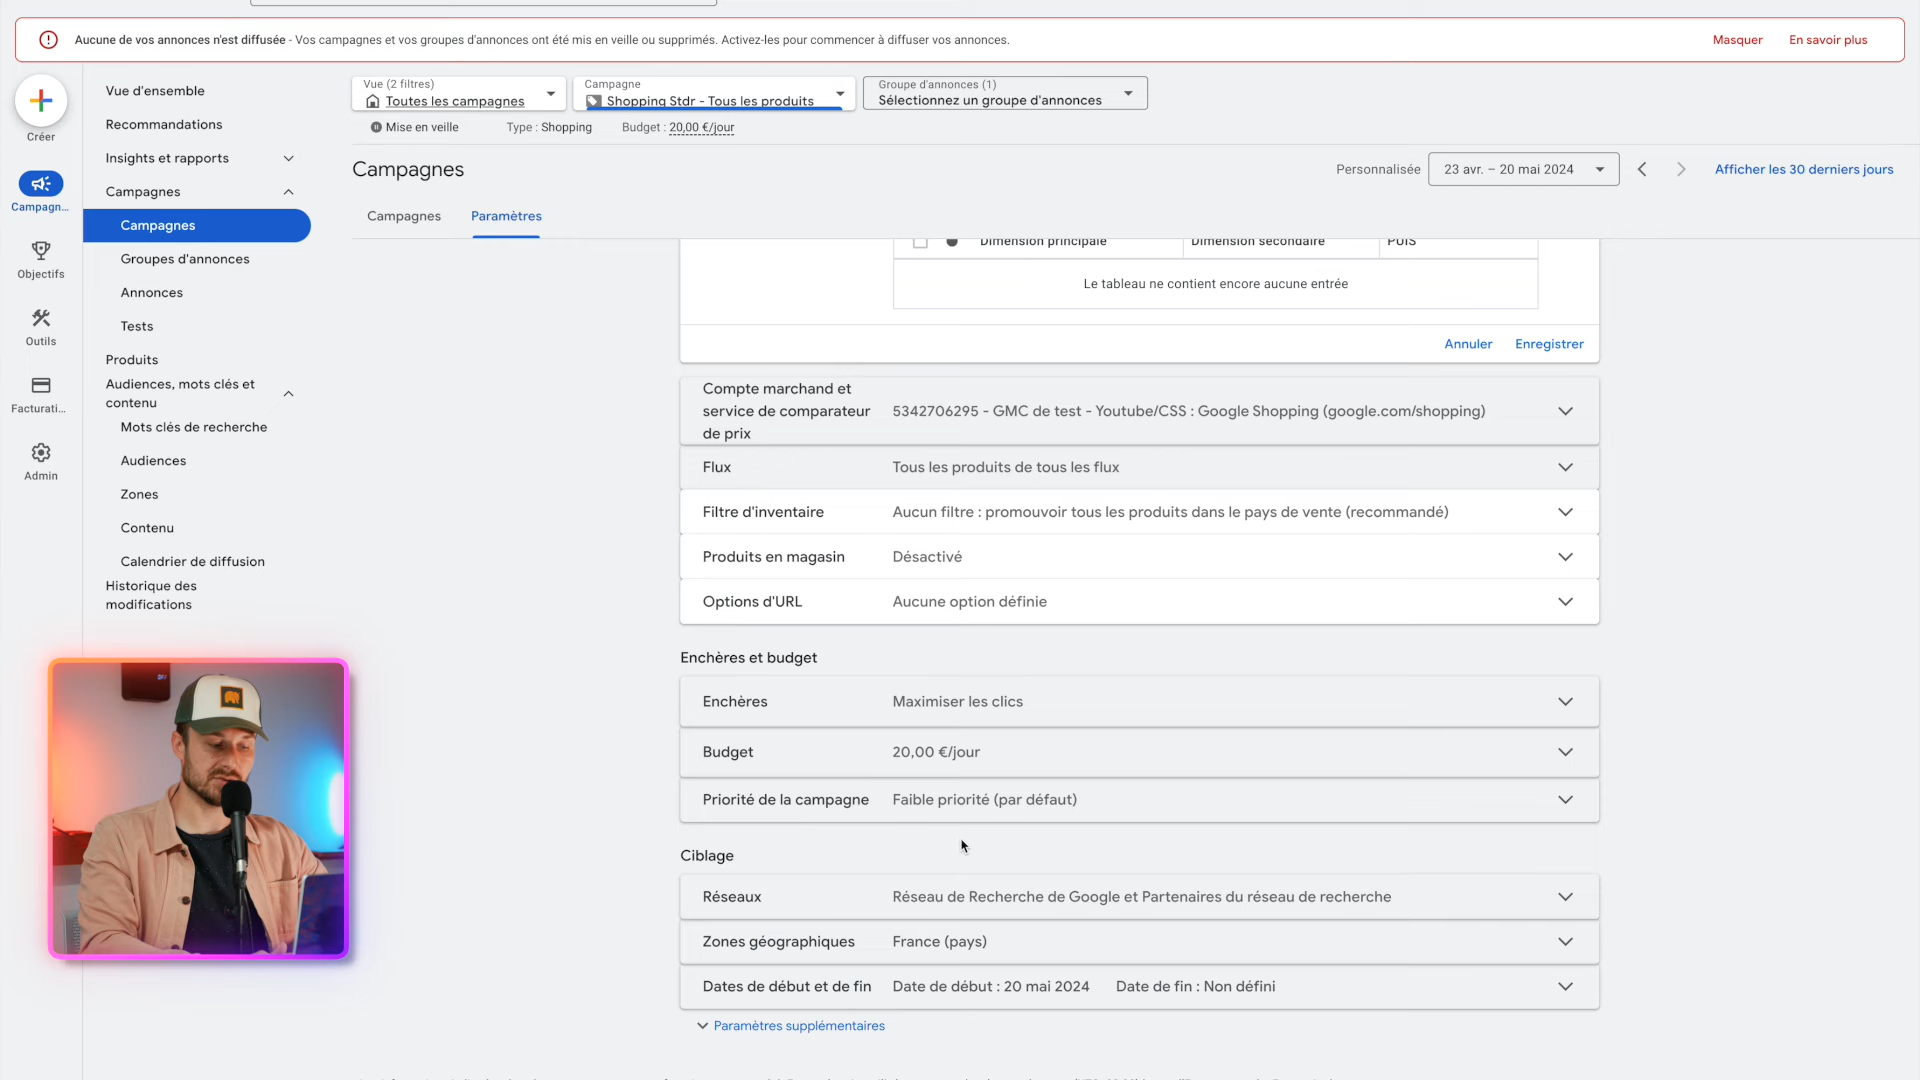 Aucune de vos annonces n'est diffusée - Vos campagnes et vos groupes d'annonces ont été mis en veille ou supprimés. Activez-les pour commencer à diffuser vos annonces.
Masquer
En savoir plus
Créer
Campagn...
Objectifs
Outils
Facturati...
Admin
Vue d'ensemble
Recommandations
Insights et rapports
Campagnes
Campagnes
Groupes d'annonces
Annonces
Tests
Produits
Audiences, mots clés et
contenu
Mots clés de recherche
Audiences
Zones
Contenu
Calendrier de diffusion
Historique des
modifications
Vue (2 filtres)
Toutes les campagnes
Campagne
Shopping Stdr - Tous les produits
Groupe d'annonces (1)
Sélectionnez un groupe d'annonces
Mise en veille
Type : Shopping
Budget : 20,00 €/jour
Campagnes
Personnalisée
23 avr. – 20 mai 2024
Afficher les 30 derniers jours
Campagnes
Paramètres
Dimension principale
Dimension secondaire
PUIS
Le tableau ne contient encore aucune entrée
Annuler
Enregistrer
Compte marchand et
service de comparateur
de prix
5342706295 - GMC de test - Youtube/CSS : Google Shopping (google.com/shopping)
Flux
Tous les produits de tous les flux
Filtre d'inventaire
Aucun filtre : promouvoir tous les produits dans le pays de vente (recommandé)
Produits en magasin
Désactivé
Options d'URL
Aucune option définie
Enchères et budget
Enchères
Maximiser les clics
Budget
20,00 €/jour
Priorité de la campagne
Faible priorité (par défaut)
Ciblage
Réseaux
Réseau de Recherche de Google et Partenaires du réseau de recherche
Zones géographiques
France (pays)
Dates de début et de fin
Date de début : 20 mai 2024
Date de fin : Non défini
Paramètres supplémentaires